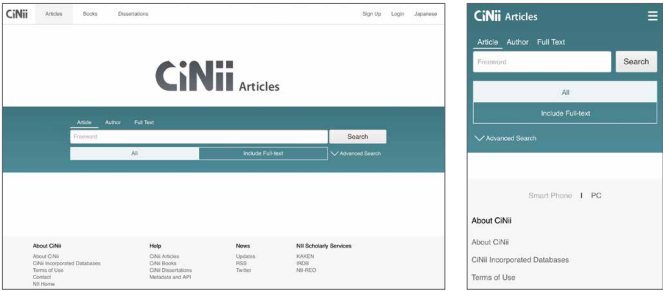 CiNii Articles Books Dissertations Sign Up Login Japanese
CiNii Articles
Article Author Full Text
Freeword Search
All Include Full-text Advanced Search
About CiNii
About CiNii
CiNii Incorporated Databases
Terms of Use
Contact
NII Home
Help
CiNii Articles
CiNii Books
CiNii Dissertations
Metadata and API
News
Updates
RSS
Twitter
NII Scholarly Services
KAKEN
IRDB
NII-REO
CiNii Articles
Article Author Full Text
Freeword Search
All
Include Full-text
Advanced Search
Smart Phone | PC
About CiNii
About CiNii
CiNii Incorporated Databases
Terms of Use